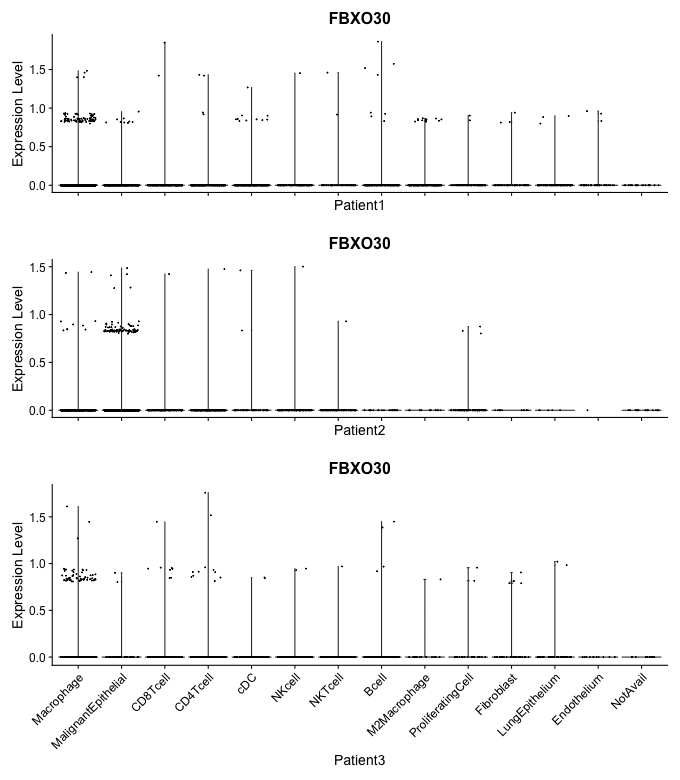 FBXO30
Expression Level
1.5
1.0
0.5
0.0
Patient1
FBXO30
Expression Level
1.5
1.0
0.5
0.0
Patient2
FBXO30
Expression Level
1.5
1.0
0.5
0.0
Macrophage
MalignantEpithelial
CD8Tcell
CD4Tcell
cDC
NKcell
NKTcell
Bcell
M2Macrophage
ProliferatingCell
Fibroblast
LungEpithelium
Endothelium
NotAvail
Patient3